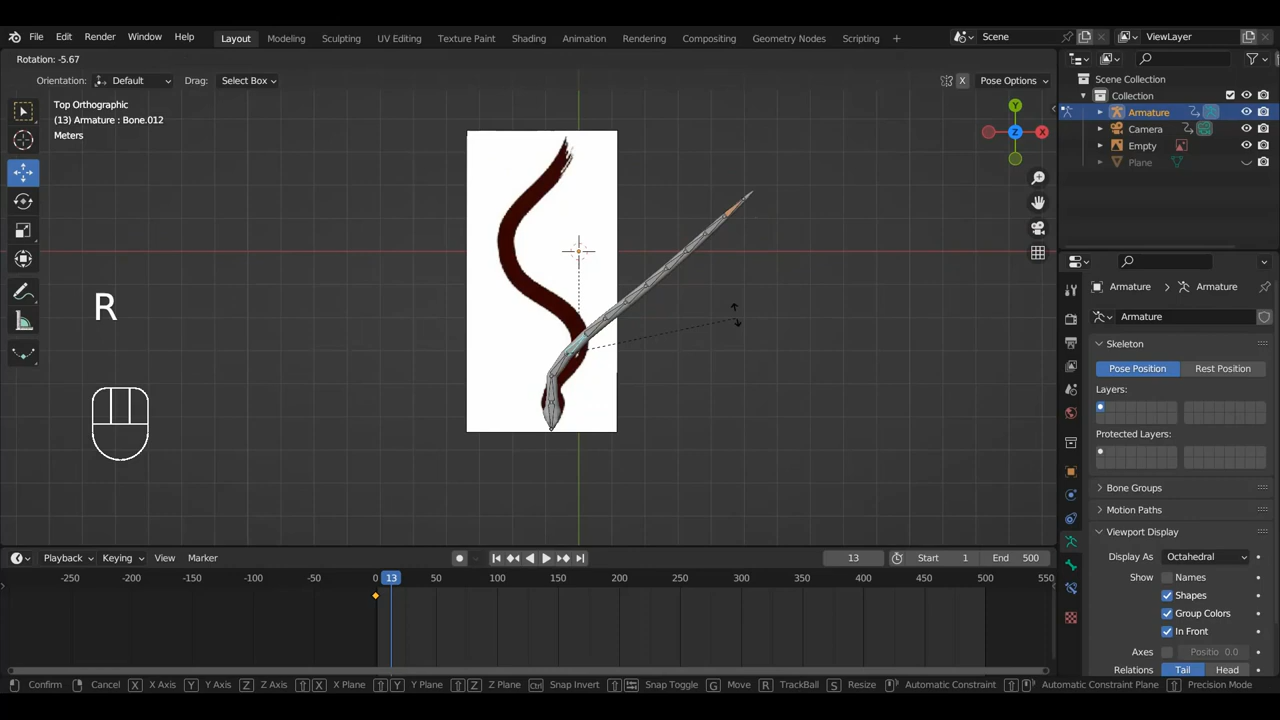 File Edit Render Window Help Layout Modeling Sculpting UV Editing Texture Paint Shading Animation Rendering Compositing Geometry Nodes Scripting + Scene ViewLayer
Rotation: -5.67
Orientation: Default Drag: Select Box X Pose Options
Top Orthographic
(13) Armature : Bone.012
Meters
Y
X
Z
R
Scene Collection
Collection
Armature
Camera
Empty
Plane
Armature Armature
Armature
Skeleton
Pose Position Rest Position
Layers:
Protected Layers:
Bone Groups
Motion Paths
Viewport Display
Display As Octahedral
Show Names
Shapes
Group Colors
In Front
Axes Positio 0.0
Relations Tail Head
Playback Keying View Marker 13 Start 1 End 500
-250 -200 -150 -100 -50 0 13 50 100 150 200 250 300 350 400 450 500 550
Confirm Cancel X X Axis Y Y Axis Z Z Axis X X Plane Y Y Plane Z Z Plane Ctrl Snap Invert Snap Toggle G Move R TrackBall S Resize Automatic Constraint Automatic Constraint Plane Precision Mode